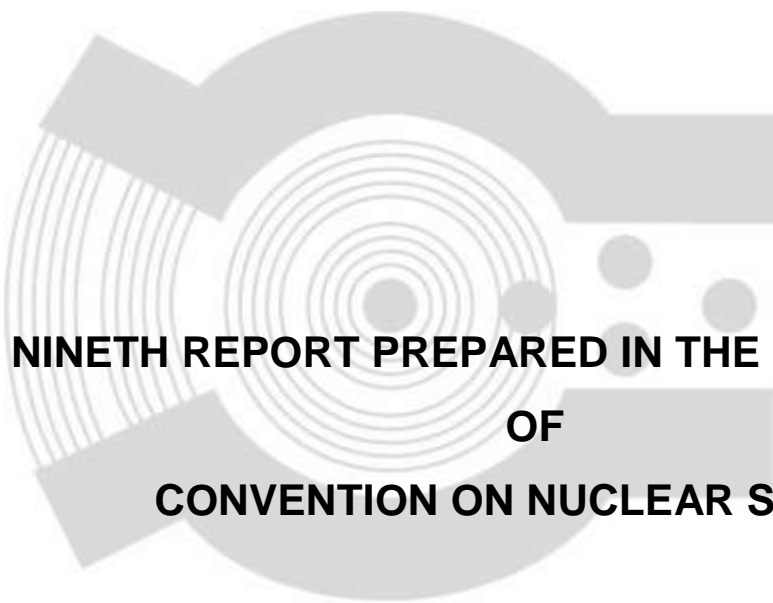 NINETH REPORT PREPARED IN THE
OF
CONVENTION ON NUCLEAR S